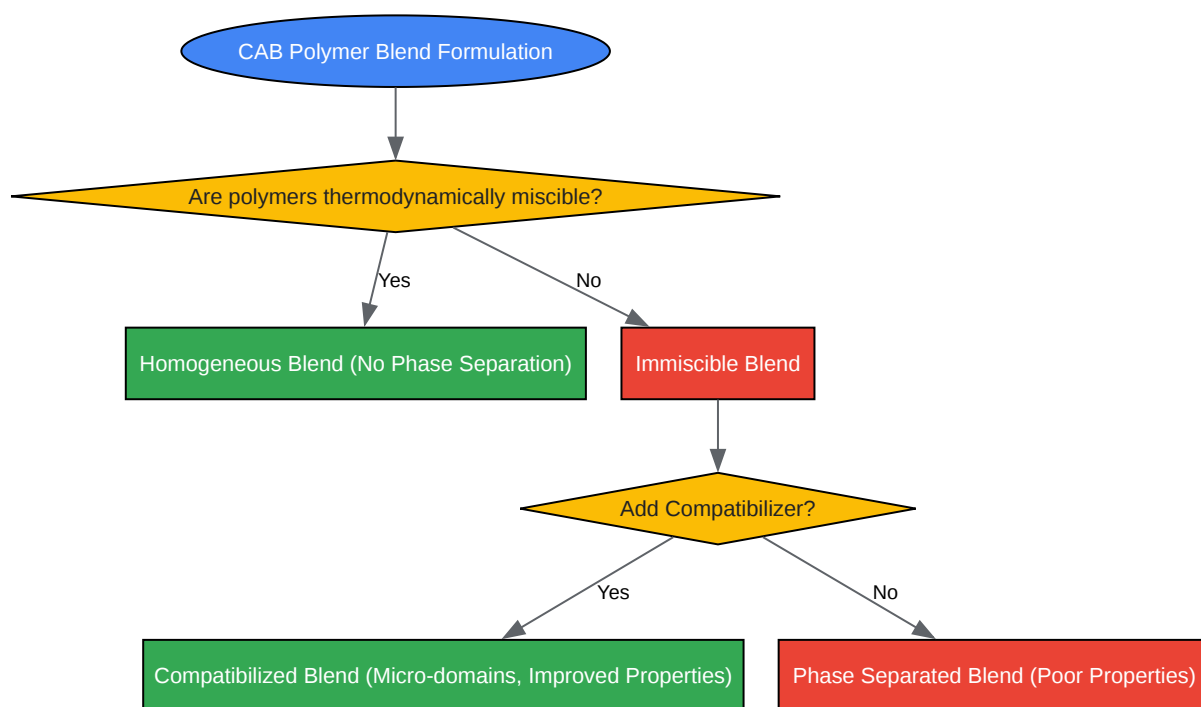 CAB Polymer Blend Formulation
Are polymers thermodynamically miscible?
Yes
No
Homogeneous Blend (No Phase Separation)
Immiscible Blend
Add Compatibilizer?
Yes
No
Compatibilized Blend (Micro-domains, Improved Properties)
Phase Separated Blend (Poor Properties)